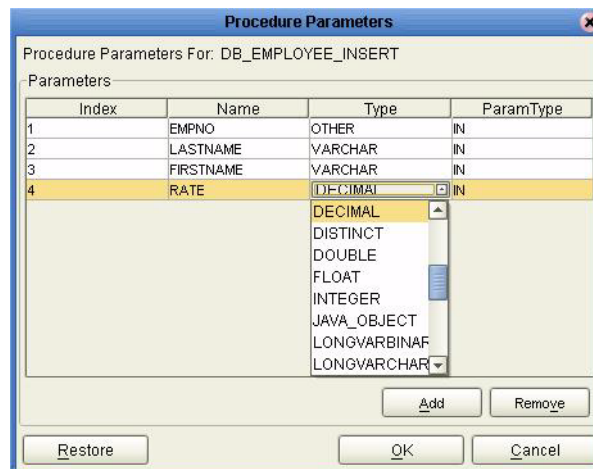 Procedure Parameters
Procedure Parameters For: DB_EMPLOYEE_INSERT
Parameters
Index Name Type ParamType
1 EMPNO OTHER IN
2 LASTNAME VARCHAR IN
3 FIRSTNAME VARCHAR IN
4 RATE DECIMAL IN
DECIMAL
DISTINCT
DOUBLE
FLOAT
INTEGER
JAVA_OBJECT
LONGVARBINAR
LONGVARCHAR
Add Remove
Restore OK Cancel